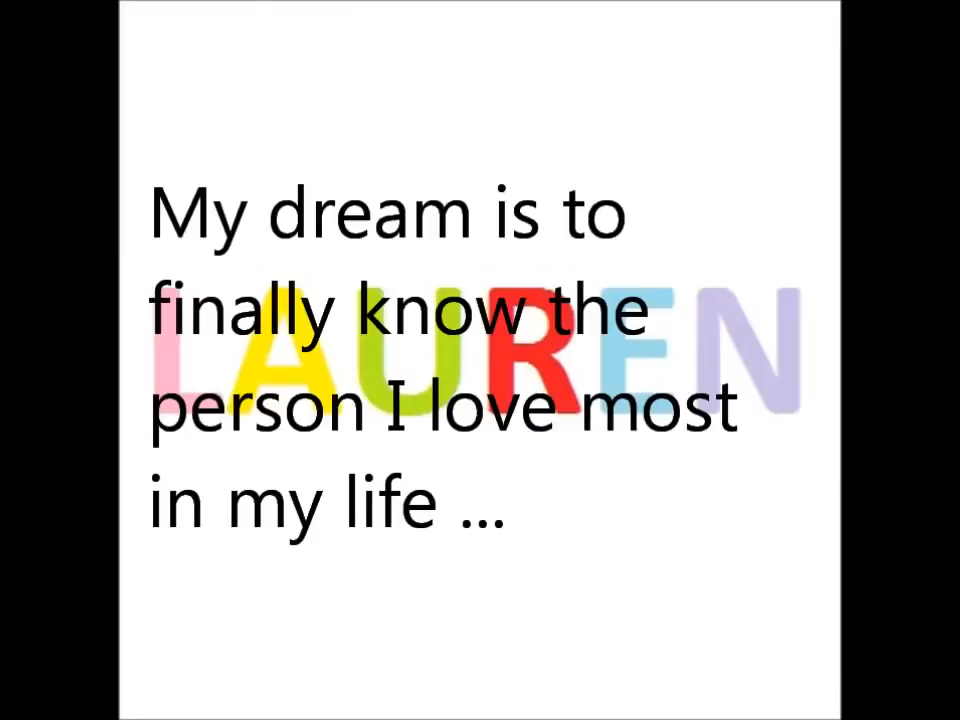 My dream is to
finally know the
LAUREN
person I love most
in my life ...